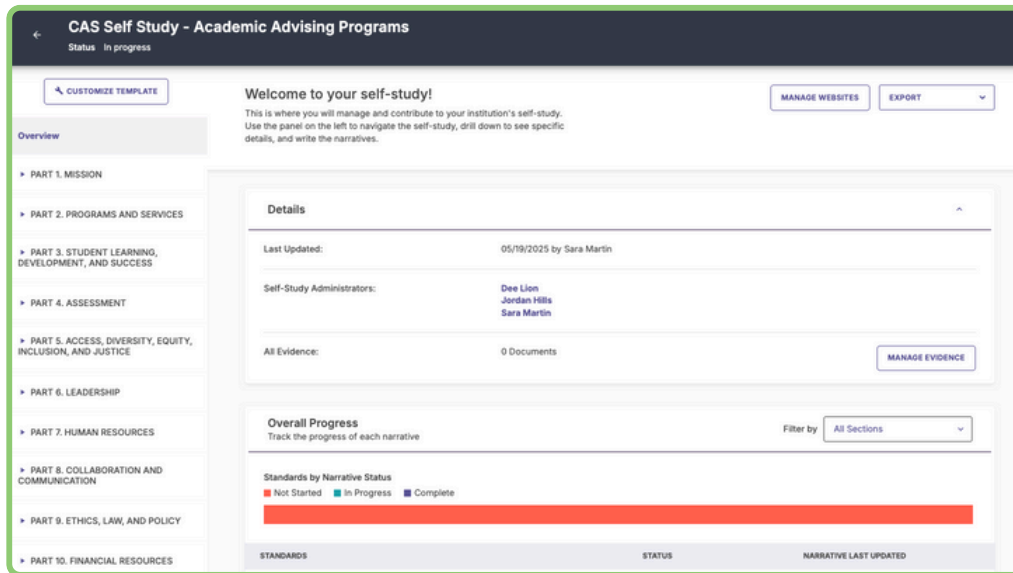 CAS Self Study - Academic Advising Programs
Status In progress
CUSTOMIZE TEMPLATE
Overview
PART 1. MISSION
PART 2. PROGRAMS AND SERVICES
PART 3. STUDENT LEARNING,
DEVELOPMENT, AND SUCCESS
PART 4. ASSESSMENT
PART 5. ACCESS, DIVERSITY, EQUITY,
INCLUSION, AND JUSTICE
PART 6. LEADERSHIP
PART 7. HUMAN RESOURCES
PART 8. COLLABORATION AND
COMMUNICATION
PART 9. ETHICS, LAW, AND POLICY
PART 10. FINANCIAL RESOURCES
Welcome to your self-study!
This is where you will manage and contribute to your institution's self-study.
Use the panel on the left to navigate the self-study, drill down to see specific
details, and write the narratives.
MANAGE WEBSITES
EXPORT
Details
Last Updated: 05/19/2025 by Sara Martin
Self-Study Administrators: Dee Lion
Jordan Hills
Sara Martin
All Evidence: 0 Documents
MANAGE EVIDENCE
Overall Progress
Track the progress of each narrative
Filter by All Sections
Standards by Narrative Status
Not Started In Progress Complete
STANDARDS STATUS NARRATIVE LAST UPDATED